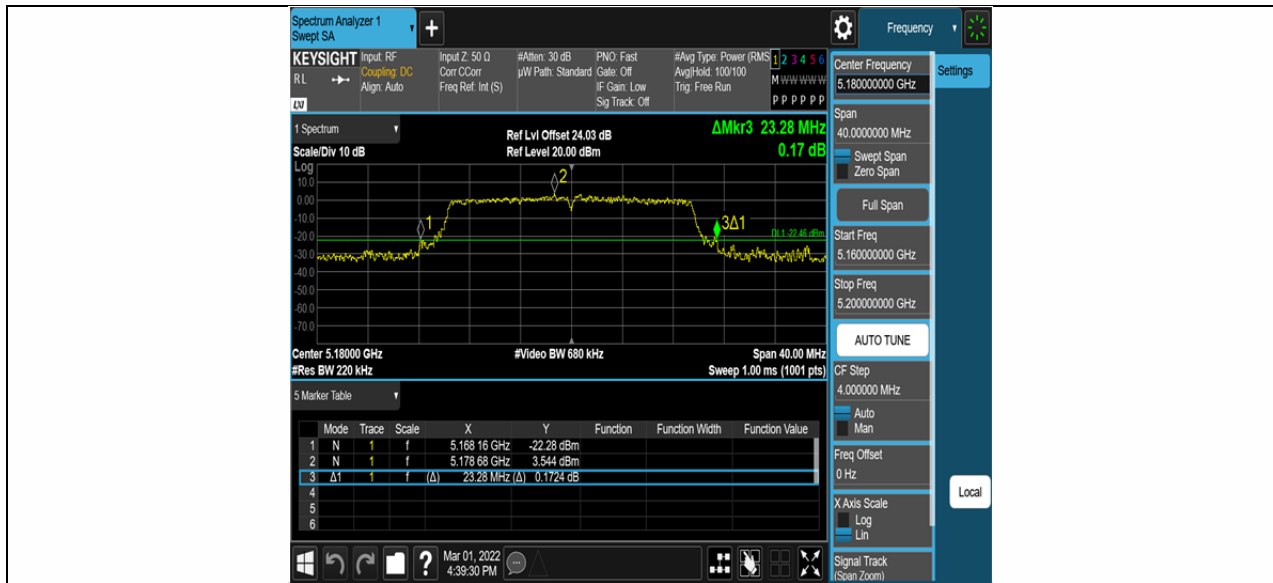 Spectrum Analyzer 1
Swept SA
+
Frequency
KEYSIGHT
RL
LXI
Input: RF
Coupling: DC
Align: Auto
Input Z: 50 Ω
Corr CCorr
Freq Ref: Int (S)
#Atten: 30 dB
µW Path: Standard
PNO: Fast
Gate: Off
IF Gain: Low
Sig Track: Off
#Avg Type: Power (RMS
Avg|Hold: 100/100
Trig: Free Run
1 2 3 4 5 6
M W W W W W
P P P P P P
1 Spectrum
Scale/Div 10 dB
Ref Lvl Offset 24.03 dB
Ref Level 20.00 dBm
ΔMkr3 23.28 MHz
0.17 dB
Log
10.0
0.00
-10.0
-20.0
-30.0
-40.0
-50.0
-60.0
-70.0
1
2
3Δ1
DL1 -22.46 dBm
Center 5.18000 GHz
#Res BW 220 kHz
#Video BW 680 kHz
Span 40.00 MHz
Sweep 1.00 ms (1001 pts)
5 Marker Table
Mode Trace Scale X Y Function Function Width Function Value
1 N 1 f 5.168 16 GHz -22.28 dBm
2 N 1 f 5.178 68 GHz 3.544 dBm
3 Δ1 1 f (Δ) 23.28 MHz (Δ) 0.1724 dB
4
5
6
?
Mar 01, 2022
4:39:30 PM
Center Frequency
5.180000000 GHz
Span
40.0000000 MHz
Swept Span
Zero Span
Full Span
Start Freq
5.160000000 GHz
Stop Freq
5.200000000 GHz
AUTO TUNE
CF Step
4.000000 MHz
Auto
Man
Freq Offset
0 Hz
X Axis Scale
Log
Lin
Signal Track
(Span Zoom)
Settings
Local